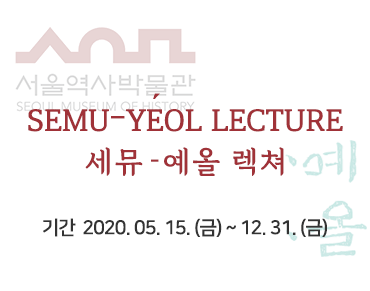 서울역사박물관
SEOUL MUSEUM OF HISTORY
SEMU-YÉOL LECTURE
세뮤-예올 렉쳐
예올
기간 2020. 05. 15. (금) ~ 12. 31. (금)